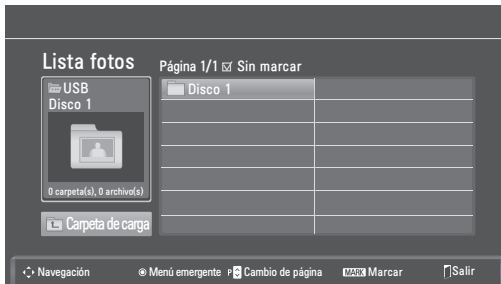 Lista fotos
Página 1/1 ☑ Sin marcar
USB
Disco 1
Disco 1
0 carpeta(s), 0 archivo(s)
Carpeta de carga
Navegación
Menú emergente
P Cambio de página
MARK Marcar
Salir